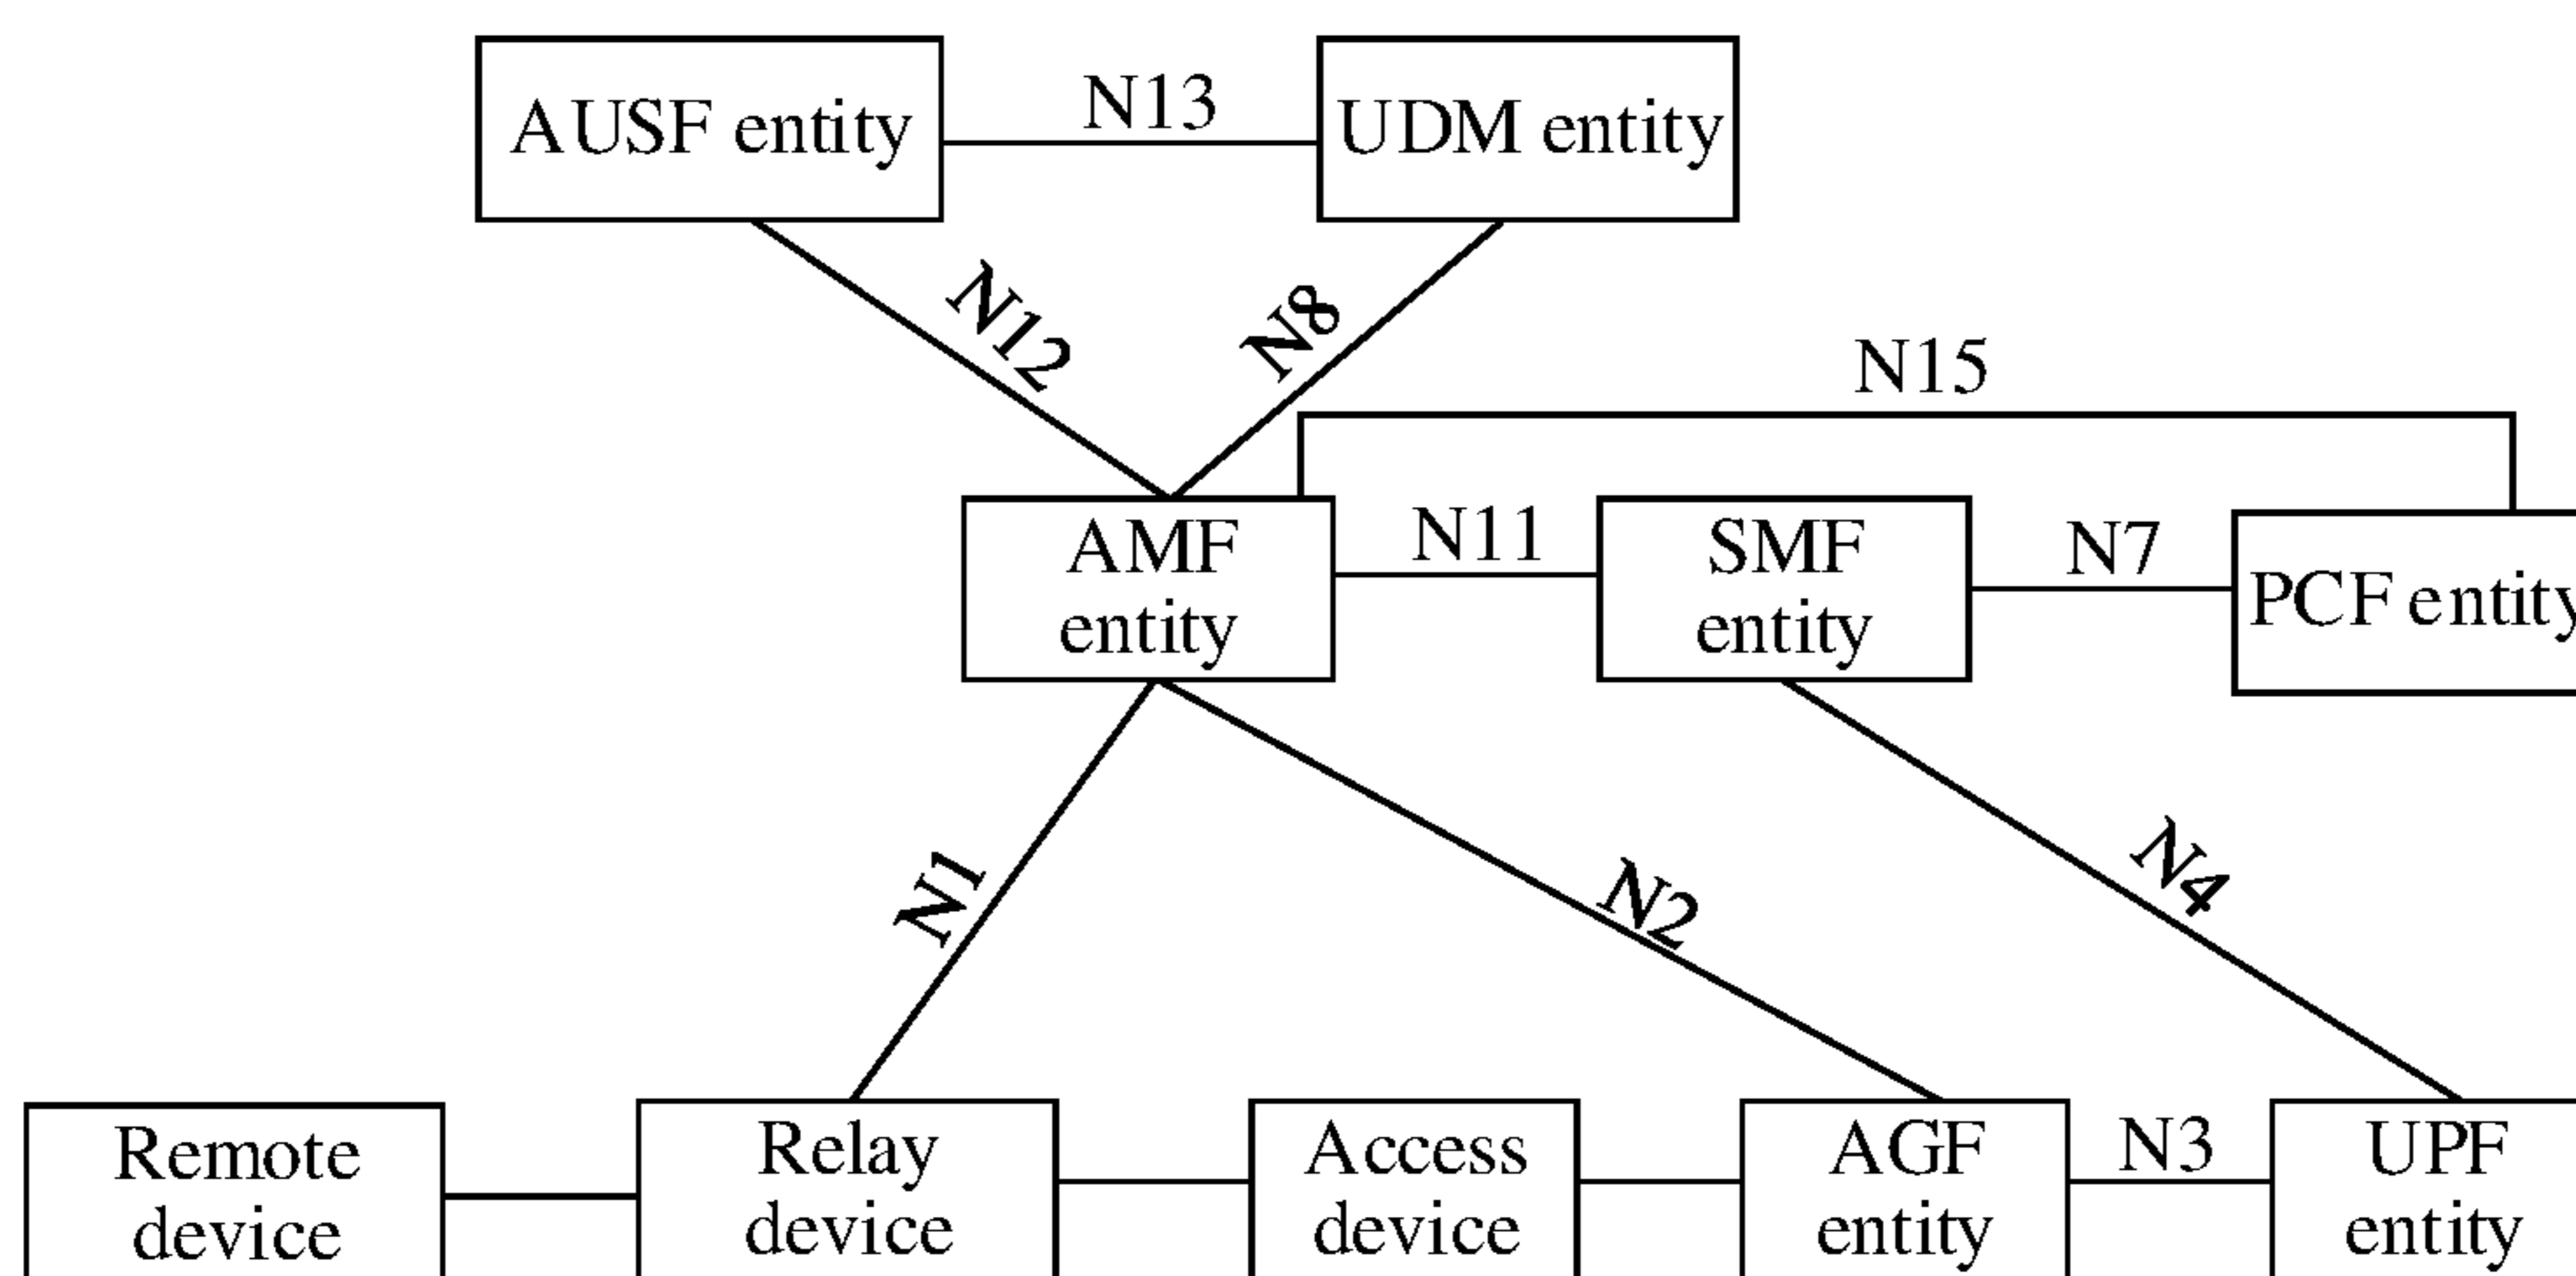 AUSF entity
N13
UDM entity
N12
N8
N15
AMF
entity
N11
SMF
entity
N7
PCF entity
N1
N2
N4
Remote
device
Relay
device
Access
device
AGF
entity
N3
UPF
entity